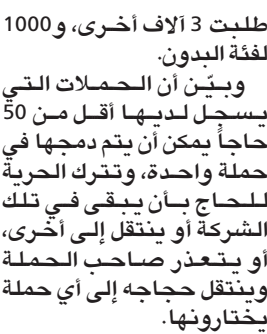 طلبت 3 آلاف أخرى، و1000
لفئة البدون.
وبيّن أن الحملات التي
يسجل لديها أقل من 50
حاجاً يمكن أن يتم دمجها في
حملة واحدة، وتترك الحرية
للحاج بأن يبقى في تلك
الشركة أو ينتقل إلى أخرى،
أو يتعذر صاحب الحملة
وينتقل حجاجه إلى أي حملة
يختارونها.